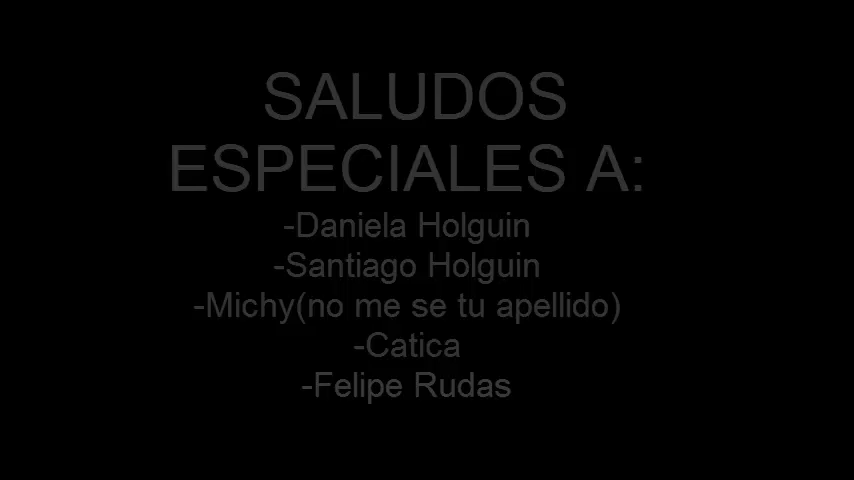 SALUDOS
ESPECIALES A:
-Daniela Holguin
-Santiago Holguin
-Michy(no me se tu apellido)
-Catica
-Felipe Rudas